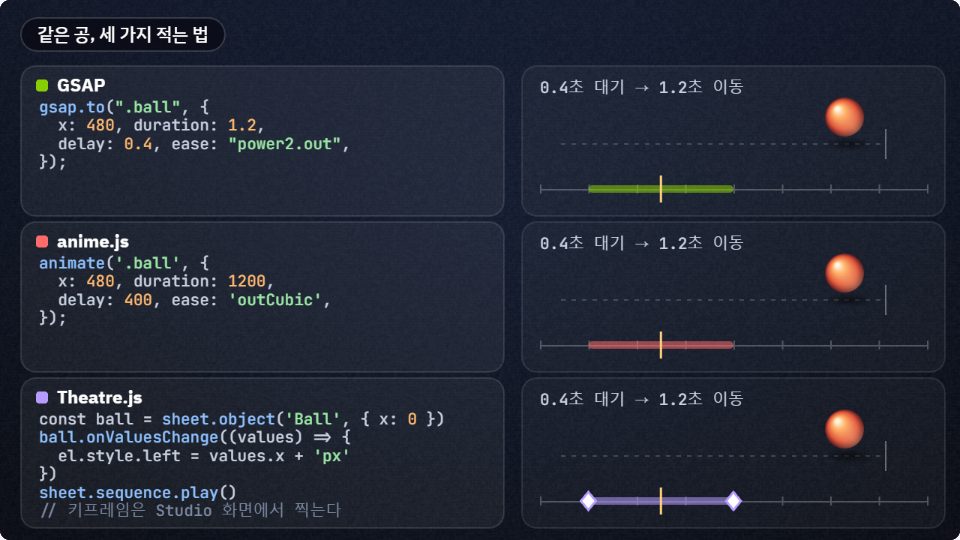 같은 공, 세 가지 적는 법
GSAP
gsap.to(".ball", {
  x: 480, duration: 1.2,
  delay: 0.4, ease: "power2.out",
});
0.4초 대기 → 1.2초 이동
anime.js
animate('.ball', {
  x: 480, duration: 1200,
  delay: 400, ease: 'outCubic',
});
0.4초 대기 → 1.2초 이동
Theatre.js
const ball = sheet.object('Ball', { x: 0 })
ball.onValuesChange((values) => {
  el.style.left = values.x + 'px'
})
sheet.sequence.play()
// 키프레임은 Studio 화면에서 찍는다
0.4초 대기 → 1.2초 이동